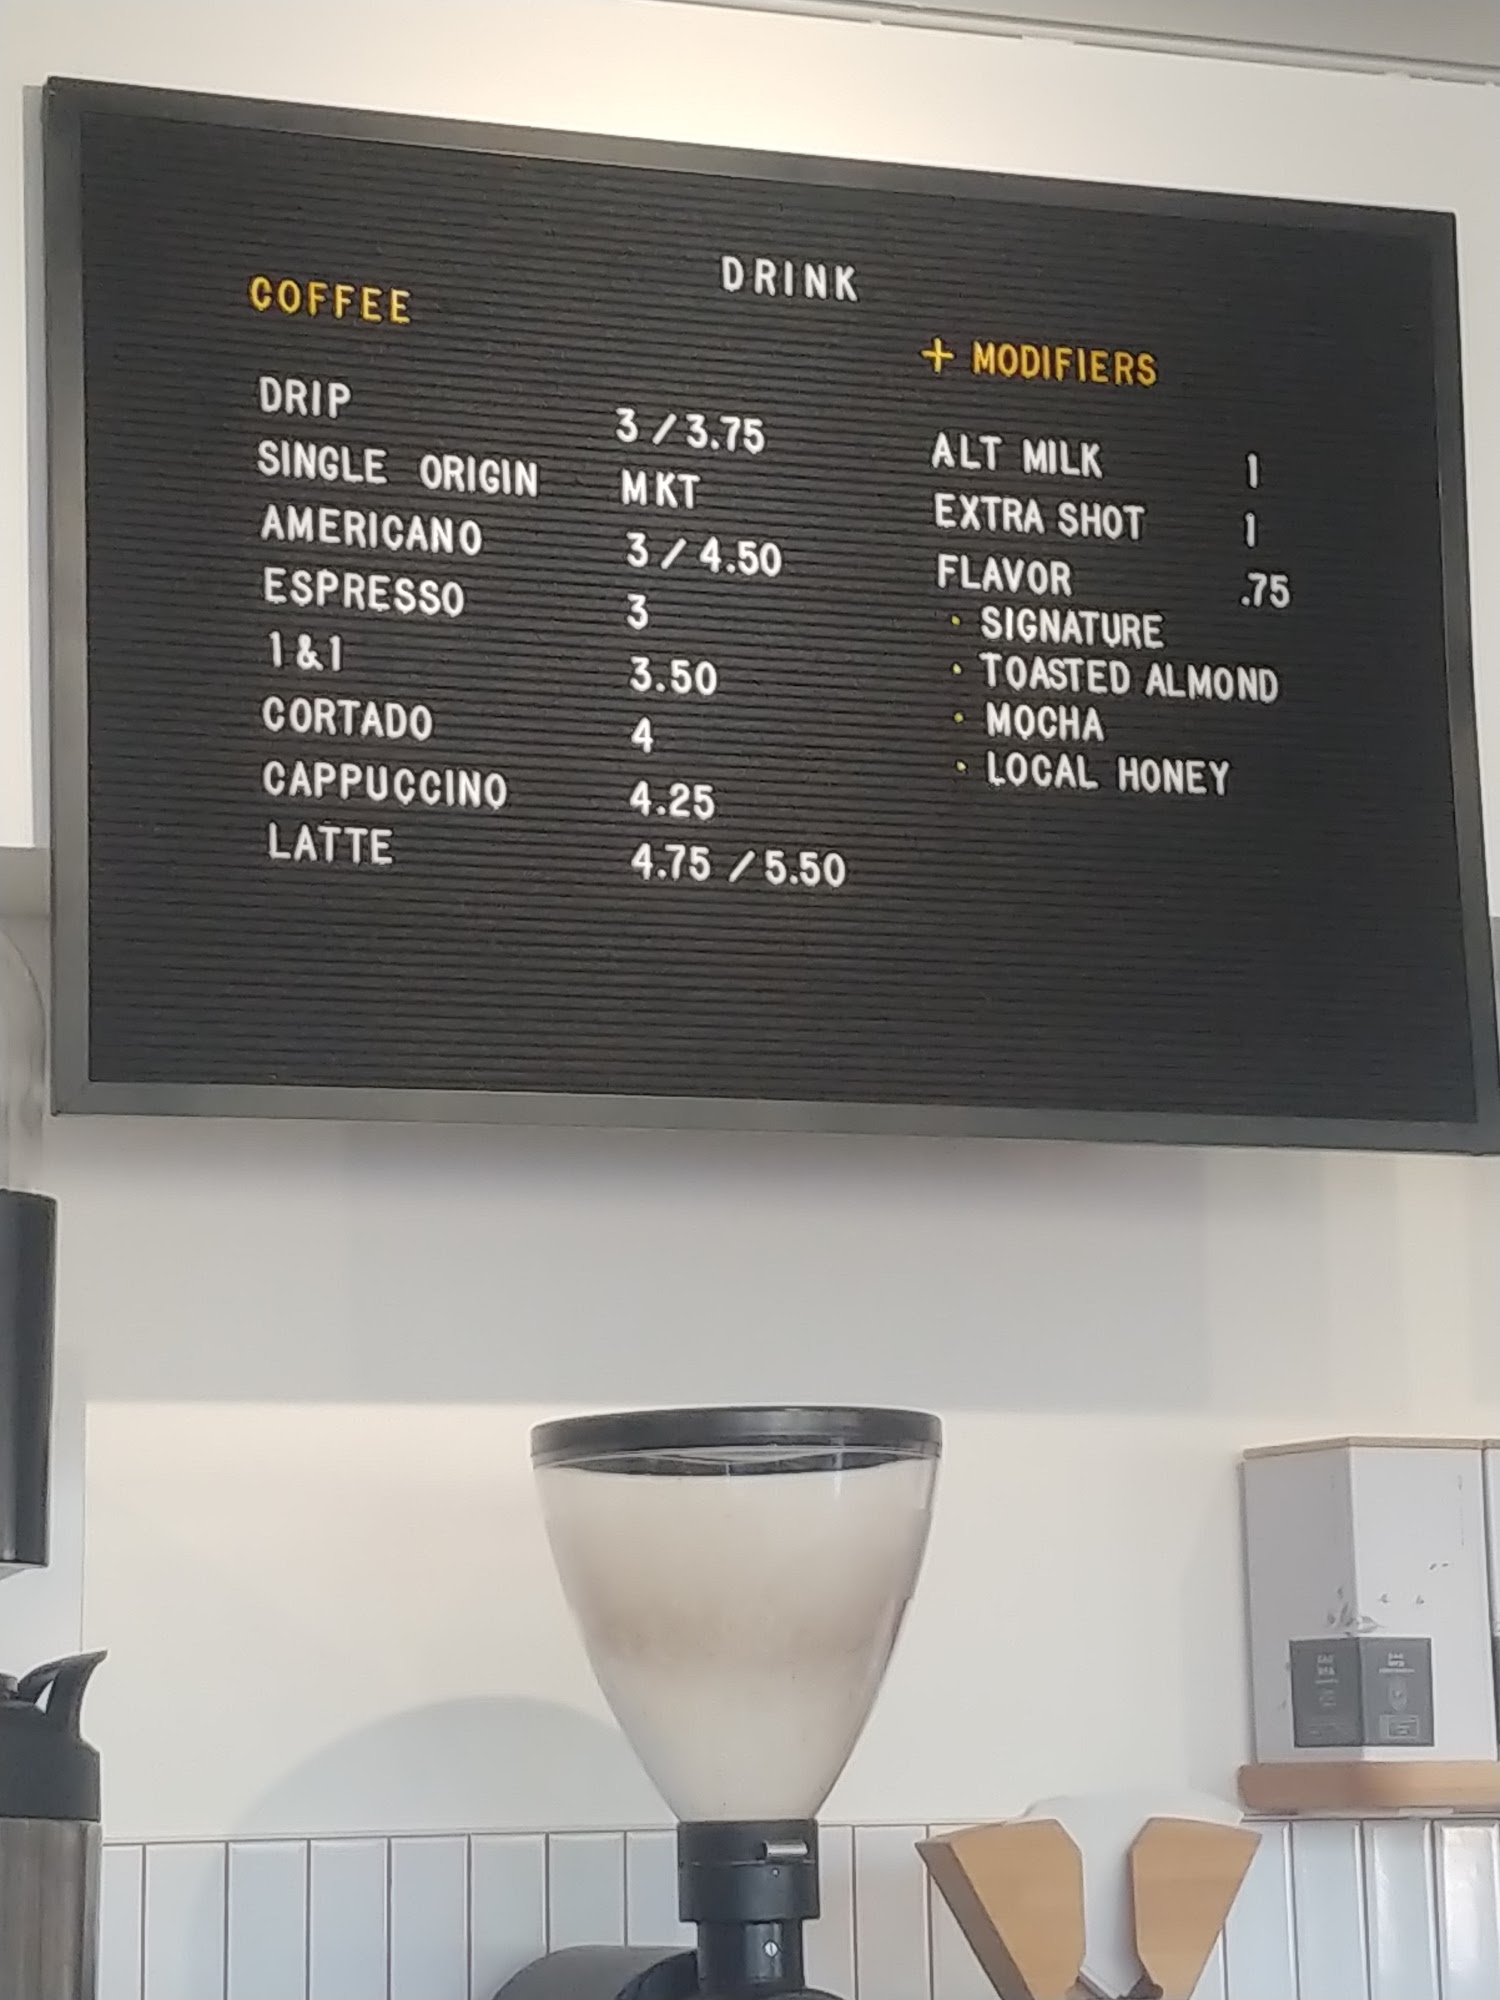 DRINK
COFFEE
DRIP 3 / 3.75
SINGLE ORIGIN MKT
AMERICANO 3 / 4.50
ESPRESSO 3
1 & 1 3.50
CORTADO 4
CAPPUCCINO 4.25
LATTE 4.75 / 5.50
+ MODIFIERS
ALT MILK 1
EXTRA SHOT 1
FLAVOR .75
· SIGNATURE
· TOASTED ALMOND
· MOCHA
· LOCAL HONEY